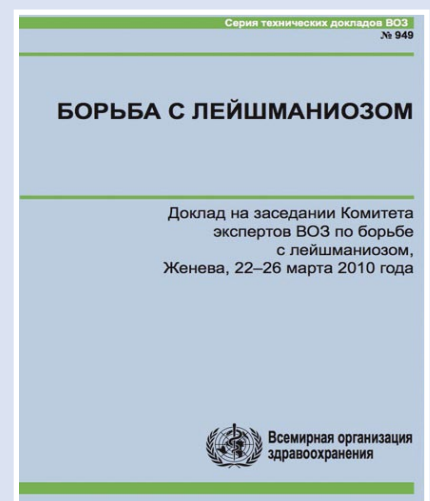 Серия технических докладов ВОЗ
№ 949
БОРЬБА С ЛЕЙШМАНИОЗОМ
Доклад на заседании Комитета
экспертов ВОЗ по борьбе
с лейшманиозом,
Женева, 22–26 марта 2010 года
Всемирная организация
здравоохранения